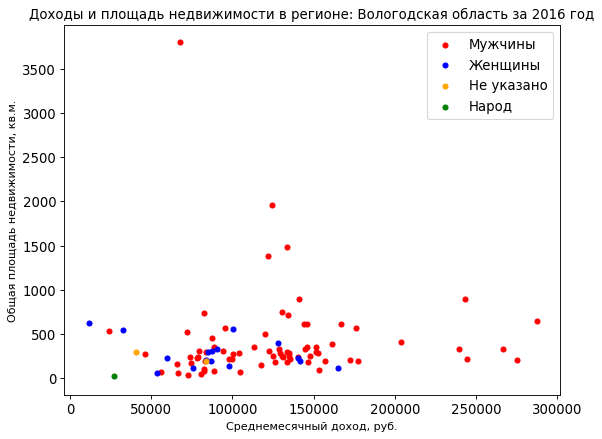 Доходы и площадь недвижимости в регионе: Вологодская область за 2016 год
Мужчины
Женщины
Не указано
Народ
Общая площадь недвижимости, кв.м.
3500
3000
2500
2000
1500
1000
500
0
0 50000 100000 150000 200000 250000 300000
Среднемесячный доход, руб.